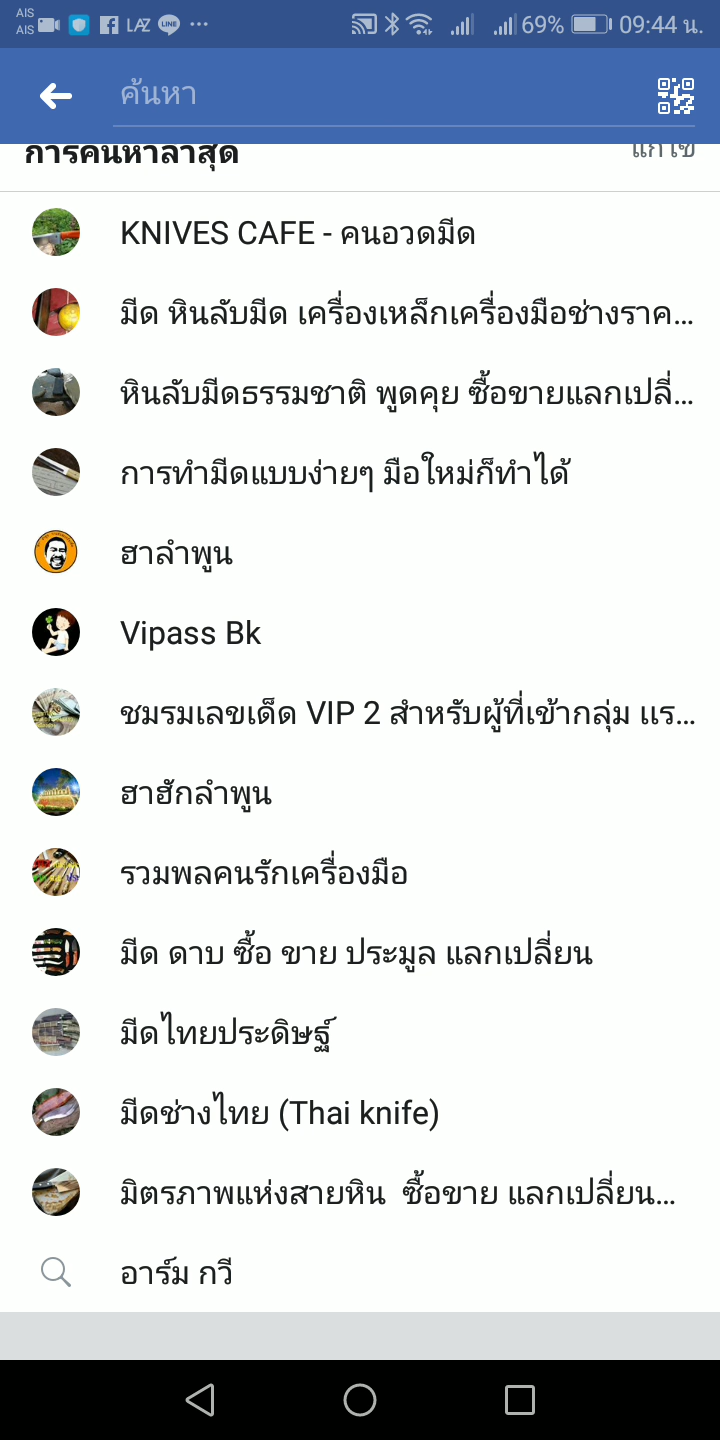 AIS
AIS LAZ LINE 69% 09:44 น.
ค้นหา
การค้นหาล่าสุด แก้ไข
KNIVES CAFE - คนอวดมีด
มีด หินลับมีด เครื่องเหล็กเครื่องมือช่างราค...
หินลับมีดธรรมชาติ พูดคุย ซื้อขายแลกเปลี่...
การทำมีดแบบง่ายๆ มือใหม่ก็ทำได้
ฮาลำพูน
Vipass Bk
ชมรมเลขเด็ด VIP 2 สำหรับผู้ที่เข้ากลุ่ม แร...
ฮาฮักลำพูน
รวมพลคนรักเครื่องมือ
มีด ดาบ ซื้อ ขาย ประมูล แลกเปลี่ยน
มีดไทยประดิษฐ์
มีดช่างไทย (Thai knife)
มิตรภาพแห่งสายหิน ซื้อขาย แลกเปลี่ยน...
อาร์ม กวี